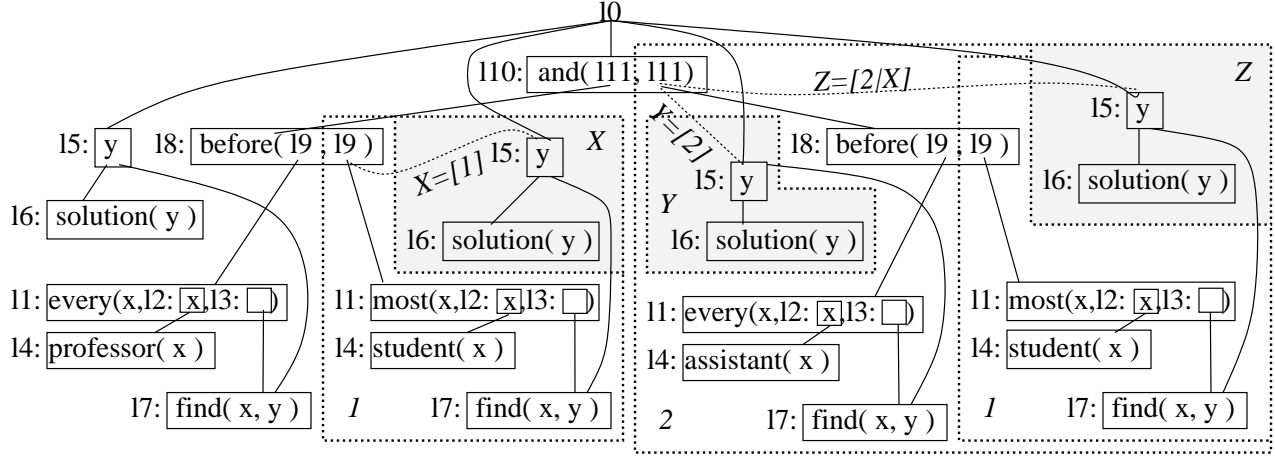 l0
l10: and( l11, l11)
Z=[2|X]
Z
l5: y
l8: before( l9 , l9 )
X=[1]
l5: y
X
Y=[2]
l5: y
l8: before( l9 , l9 )
l5: y
l6: solution( y )
l6: solution( y )
Y
l6: solution( y )
l6: solution( y )
l1: every(x,l2: x,l3: )
l1: most(x,l2: x,l3: )
l1: every(x,l2: x,l3: )
l1: most(x,l2: x,l3: )
l4: professor( x )
l4: student( x )
l4: assistant( x )
l4: student( x )
l7: find( x, y )
1
l7: find( x, y )
2
l7: find( x, y )
1
l7: find( x, y )